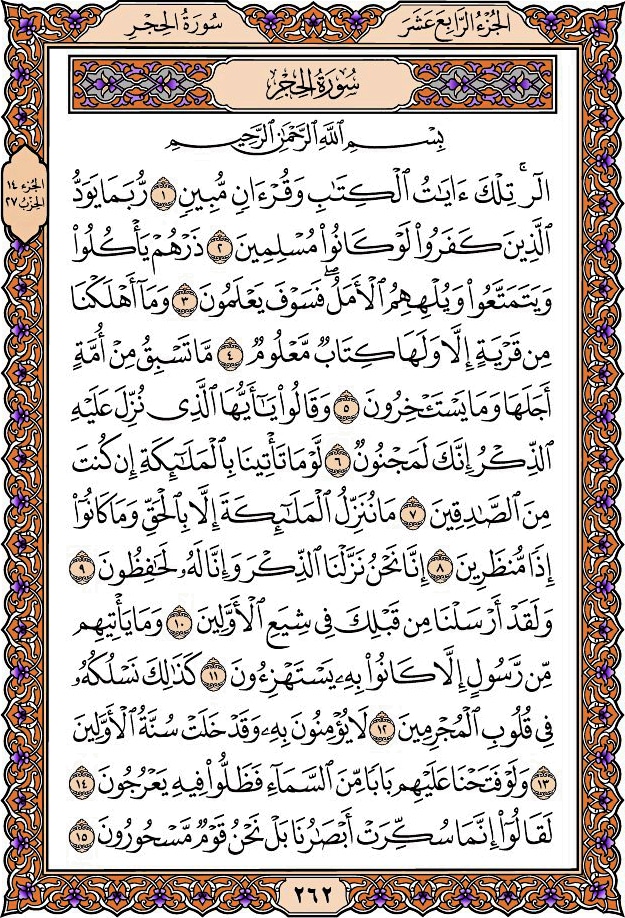 الجُزْءُ الرَّابِعَ عَشَرَ
سُورَةُ الحِجْرِ
سُورَةُ الحِجْرِ
الجُزْءُ ١٤
الحِزْبُ ٢٧
بِسْمِ ٱللَّهِ ٱلرَّحْمَٰنِ ٱلرَّحِيمِ
الٓرۚ تِلْكَ ءَايَٰتُ ٱلْكِتَٰبِ وَقُرْءَانٍ مُّبِينٍ ١ رُّبَمَا يَوَدُّ
ٱلَّذِينَ كَفَرُوا۟ لَوْ كَانُوا۟ مُسْلِمِينَ ٢ ذَرْهُمْ يَأْكُلُوا۟
وَيَتَمَتَّعُوا۟ وَيُلْهِهِمُ ٱلْأَمَلُۖ فَسَوْفَ يَعْلَمُونَ ٣ وَمَآ أَهْلَكْنَا
مِن قَرْيَةٍ إِلَّا وَلَهَا كِتَابٌ مَّعْلُومٌ ٤ مَّا تَسْبِقُ مِنْ أُمَّةٍ
أَجَلَهَا وَمَا يَسْتَـْٔخِرُونَ ٥ وَقَالُوا۟ يَٰٓأَيُّهَا ٱلَّذِى نُزِّلَ عَلَيْهِ
ٱلذِّكْرُ إِنَّكَ لَمَجْنُونٌ ٦ لَّوْ مَا تَأْتِينَا بِٱلْمَلَٰٓئِكَةِ إِن كُنتَ
مِنَ ٱلصَّٰدِقِينَ ٧ مَا نُنَزِّلُ ٱلْمَلَٰٓئِكَةَ إِلَّا بِٱلْحَقِّ وَمَا كَانُوٓا۟
إِذًا مُّنظَرِينَ ٨ إِنَّا نَحْنُ نَزَّلْنَا ٱلذِّكْرَ وَإِنَّا لَهُۥ لَحَٰفِظُونَ ٩
وَلَقَدْ أَرْسَلْنَا مِن قَبْلِكَ فِى شِيَعِ ٱلْأَوَّلِينَ ١٠ وَمَا يَأْتِيهِم
مِّن رَّسُولٍ إِلَّا كَانُوا۟ بِهِۦ يَسْتَهْزِءُونَ ١١ كَذَٰلِكَ نَسْلُكُهُۥ
فِى قُلُوبِ ٱلْمُجْرِمِينَ ١٢ لَا يُؤْمِنُونَ بِهِۦ وَقَدْ خَلَتْ سُنَّةُ ٱلْأَوَّلِينَ
١٣ وَلَوْ فَتَحْنَا عَلَيْهِم بَابًا مِّنَ ٱلسَّمَآءِ فَظَلُّوا۟ فِيهِ يَعْرُجُونَ ١٤
لَقَالُوٓا۟ إِنَّمَا سُكِّرَتْ أَبْصَٰرُنَا بَلْ نَحْنُ قَوْمٌ مَّسْحُورُونَ ١٥
٢٦٢